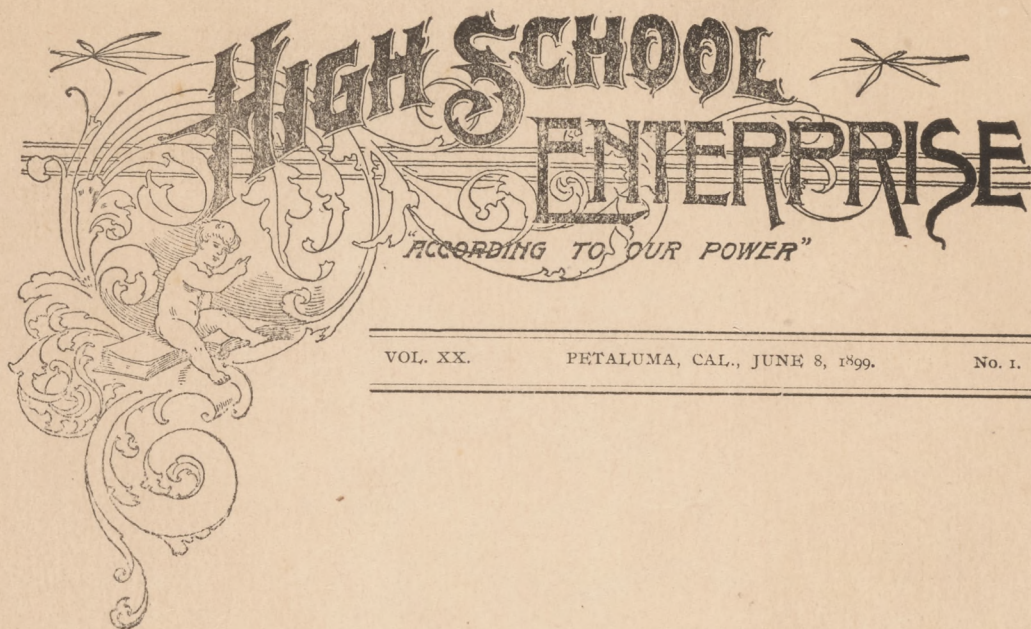 HIGH SCHOOL
ENTERPRISE
"ACCORDING TO OUR POWER"
VOL. XX. PETALUMA, CAL., JUNE 8, 1899. No. 1.